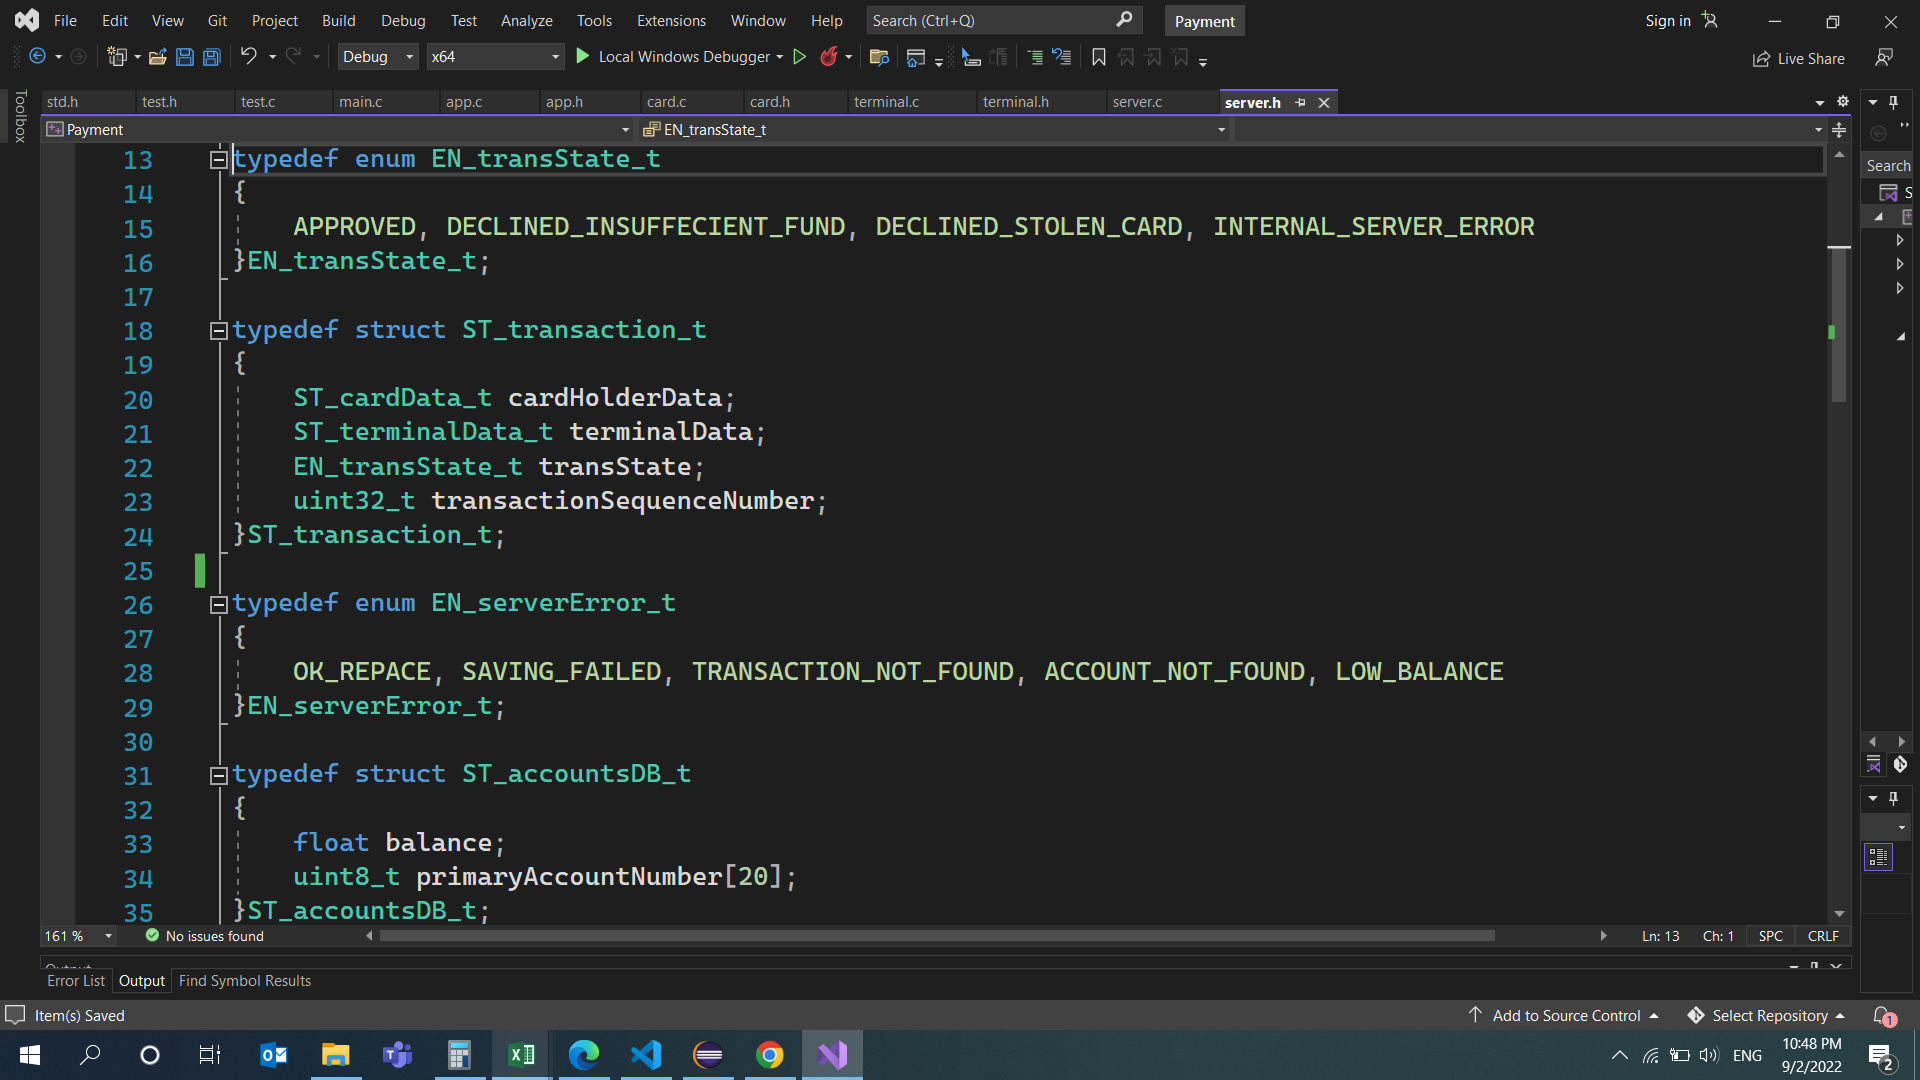 File Edit View Git Project Build Debug Test Analyze Tools Extensions Window Help Search (Ctrl+Q) Payment Sign in
Debug x64 Local Windows Debugger Live Share
Toolbox
std.h test.h test.c main.c app.c app.h card.c card.h terminal.c terminal.h server.c server.h
Payment EN_transState_t
Search
13 typedef enum EN_transState_t
14 {
15 APPROVED, DECLINED_INSUFFECIENT_FUND, DECLINED_STOLEN_CARD, INTERNAL_SERVER_ERROR
16 }EN_transState_t;
17
18 typedef struct ST_transaction_t
19 {
20 ST_cardData_t cardHolderData;
21 ST_terminalData_t terminalData;
22 EN_transState_t transState;
23 uint32_t transactionSequenceNumber;
24 }ST_transaction_t;
25
26 typedef enum EN_serverError_t
27 {
28 OK_REPACE, SAVING_FAILED, TRANSACTION_NOT_FOUND, ACCOUNT_NOT_FOUND, LOW_BALANCE
29 }EN_serverError_t;
30
31 typedef struct ST_accountsDB_t
32 {
33 float balance;
34 uint8_t primaryAccountNumber[20];
35 }ST_accountsDB_t;
161 % No issues found Ln: 13 Ch: 1 SPC CRLF
Output
Error List Output Find Symbol Results
Item(s) Saved Add to Source Control Select Repository 1
ENG 10:48 PM
9/2/2022 2